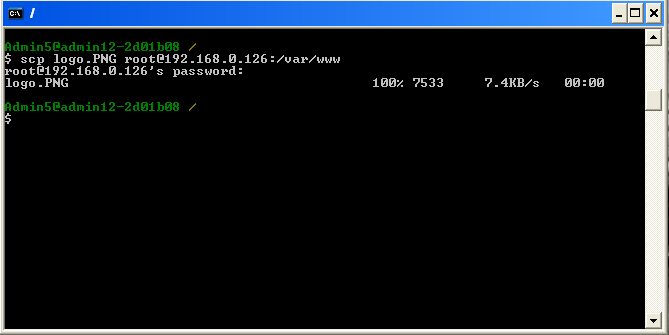 /
Admin5@admin12-2d01b08 /
$ scp logo.PNG root@192.168.0.126:/var/www
root@192.168.0.126's password:
logo.PNG 100% 7533 7.4KB/s 00:00
Admin5@admin12-2d01b08 /
$